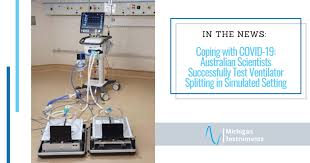 IN THE NEWS:
Coping with COVID-19:
Australian Scientists
Successfully Test Ventilator
Splitting in Simulated Setting
Michigan
Instruments